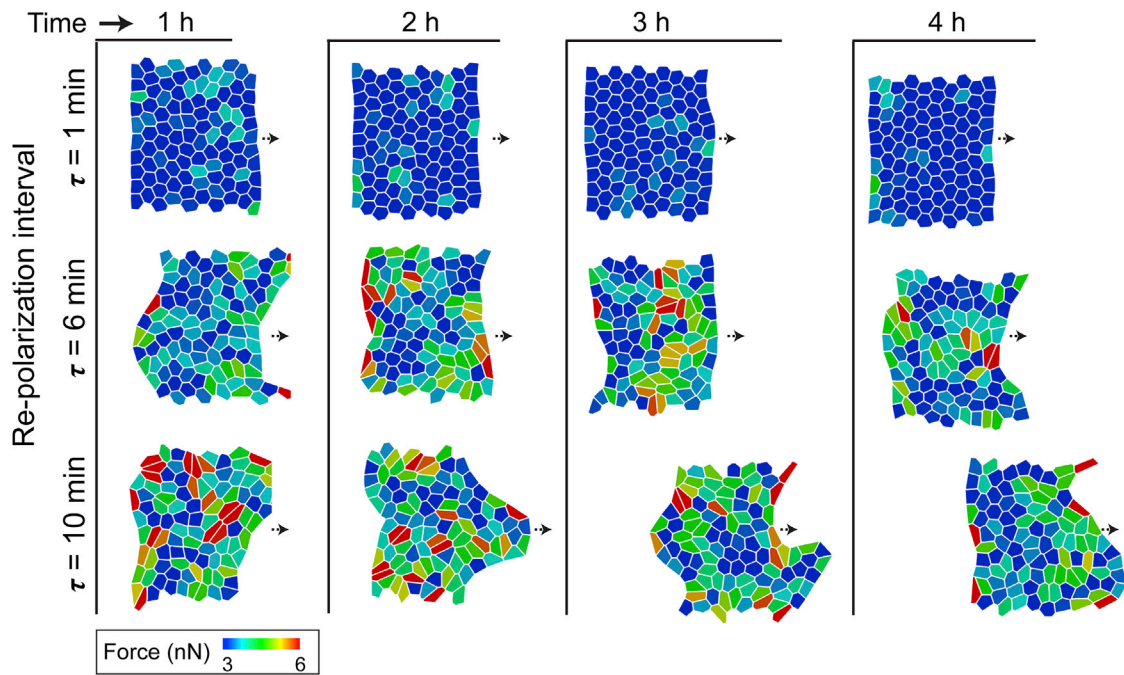 Time 1 h 2 h 3 h 4 h
Re-polarization interval
τ = 1 min
τ = 6 min
τ = 10 min
Force (nN)
3 6